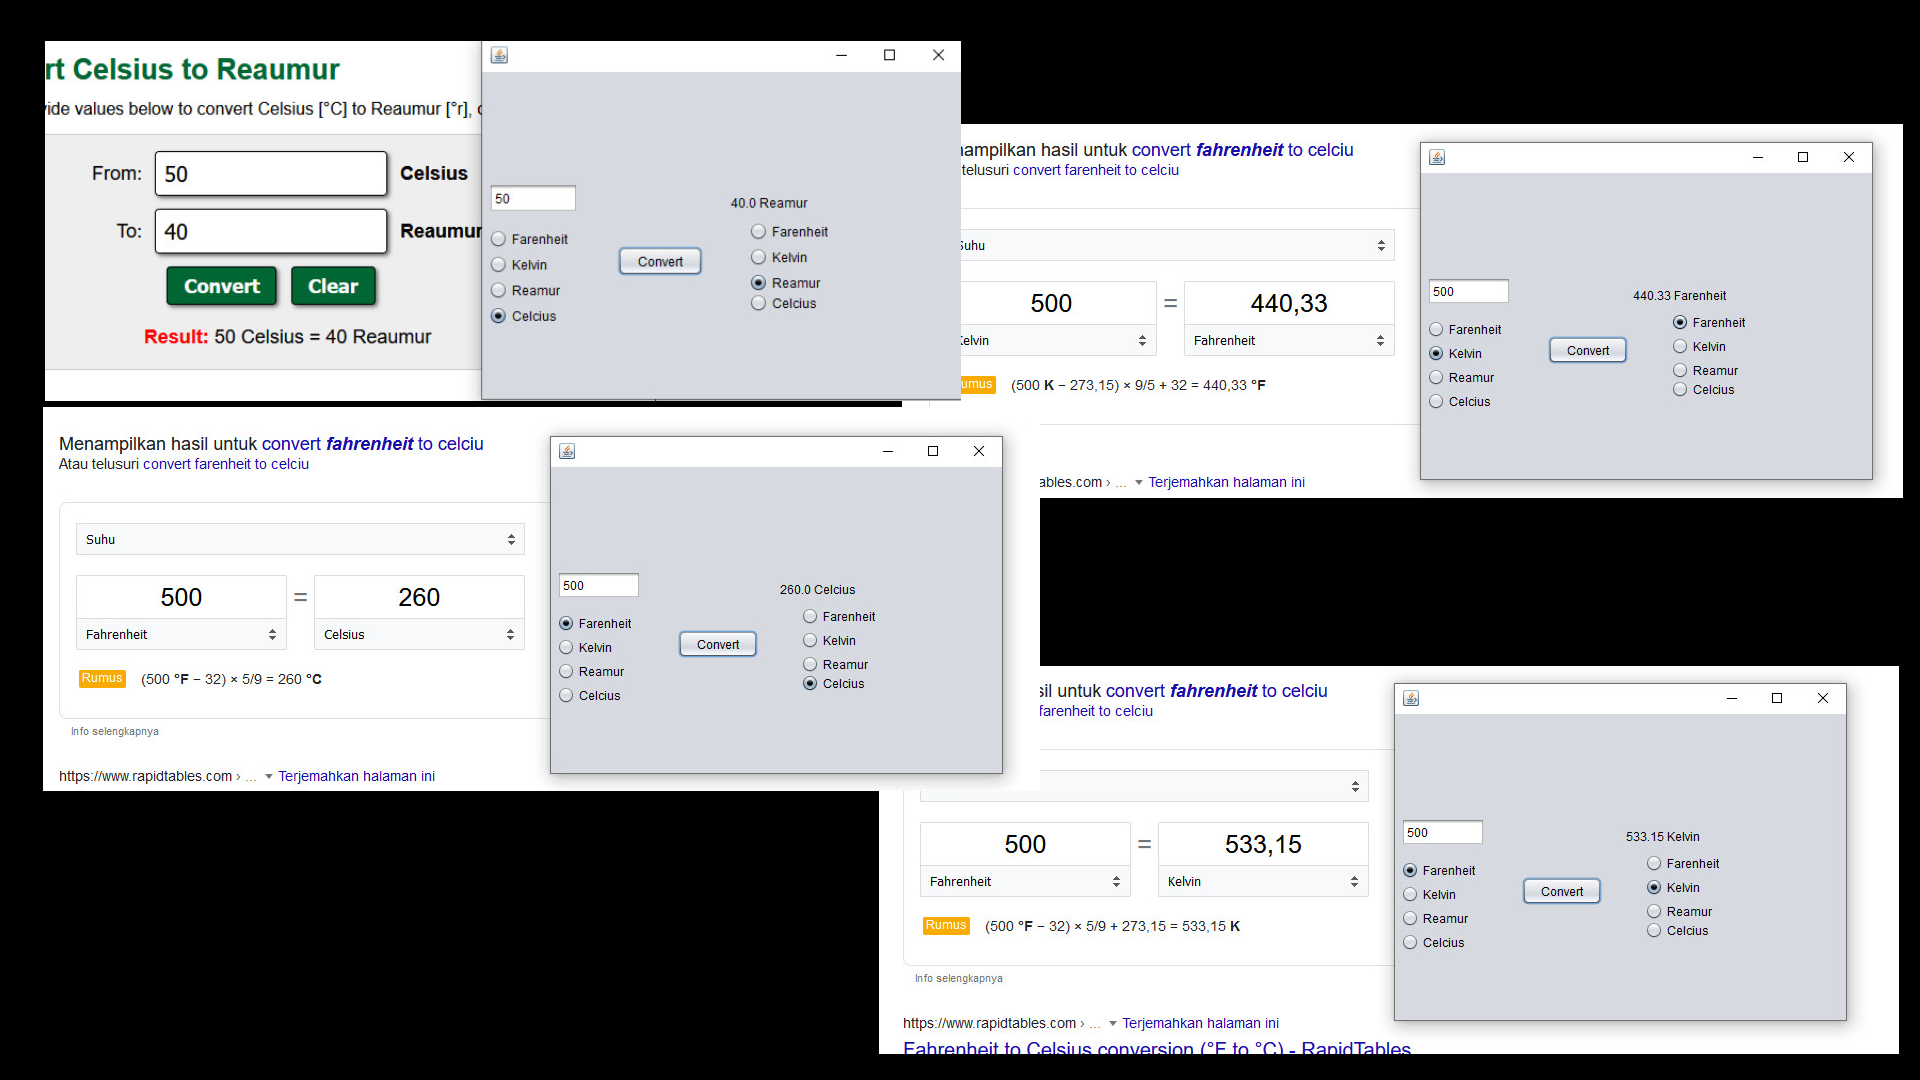 rt Celsius to Reaumur
vide values below to convert Celsius [°C] to Reaumur [°r],
From: 50 Celsius
To: 40 Reaumur
Convert Clear
Result: 50 Celsius = 40 Reaumur
50
Farenheit
Kelvin
Reamur
Celcius
Convert
40.0 Reamur
Farenheit
Kelvin
Reamur
Celcius
nampilkan hasil untuk convert fahrenheit to celciu
telusuri convert farenheit to celciu
Suhu
500 = 440,33
Kelvin Fahrenheit
umus (500 K − 273,15) × 9/5 + 32 = 440,33 °F
ables.com › ... Terjemahkan halaman ini
500
Farenheit
Kelvin
Reamur
Celcius
Convert
440.33 Farenheit
Farenheit
Kelvin
Reamur
Celcius
Menampilkan hasil untuk convert fahrenheit to celciu
Atau telusuri convert farenheit to celciu
Suhu
500 = 260
Fahrenheit Celsius
Rumus (500 °F − 32) × 5/9 = 260 °C
Info selengkapnya
https://www.rapidtables.com › ... Terjemahkan halaman ini
500
Farenheit
Kelvin
Reamur
Celcius
Convert
260.0 Celcius
Farenheit
Kelvin
Reamur
Celcius
sil untuk convert fahrenheit to celciu
farenheit to celciu
500 = 533,15
Fahrenheit Kelvin
Rumus (500 °F − 32) × 5/9 + 273,15 = 533,15 K
Info selengkapnya
https://www.rapidtables.com › ... Terjemahkan halaman ini
Fahrenheit to Celsius conversion (°F to °C) - RapidTables
500
Farenheit
Kelvin
Reamur
Celcius
Convert
533.15 Kelvin
Farenheit
Kelvin
Reamur
Celcius